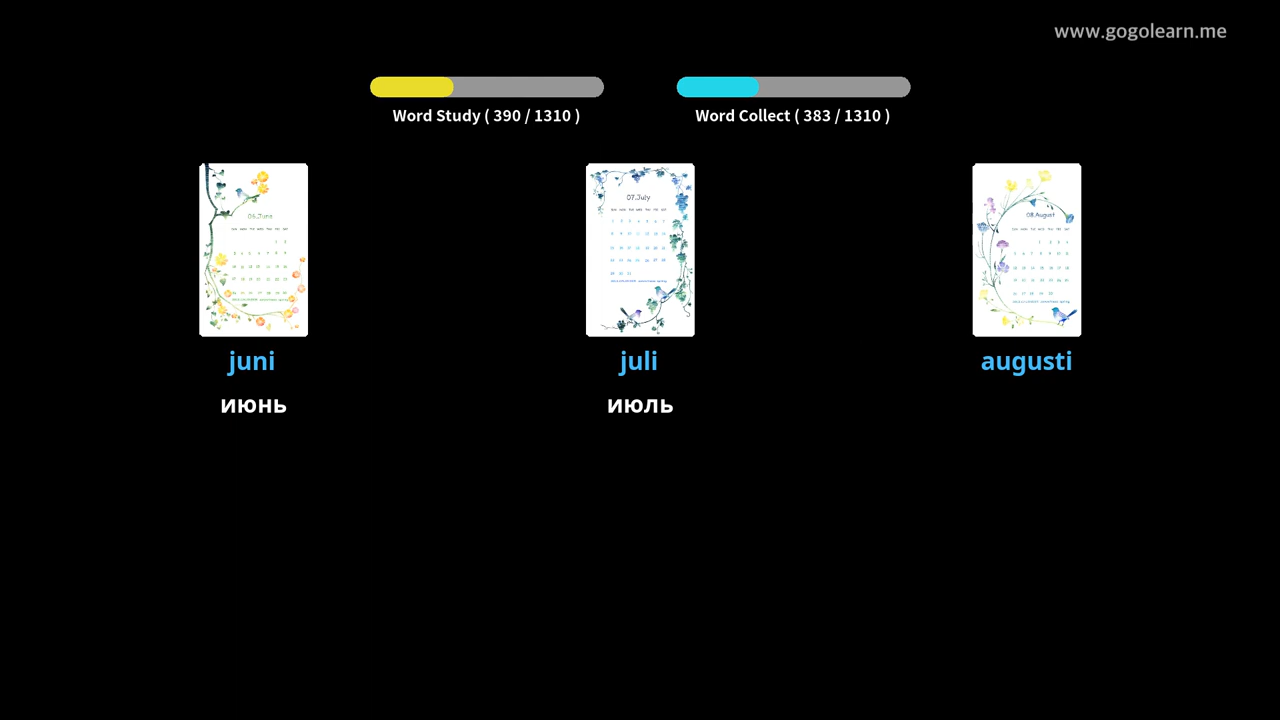 www.gogolearn.me
Word Study ( 390 / 1310 )
Word Collect ( 383 / 1310 )
06.June
07.July
08.August
juni
juli
augusti
июнь
июль